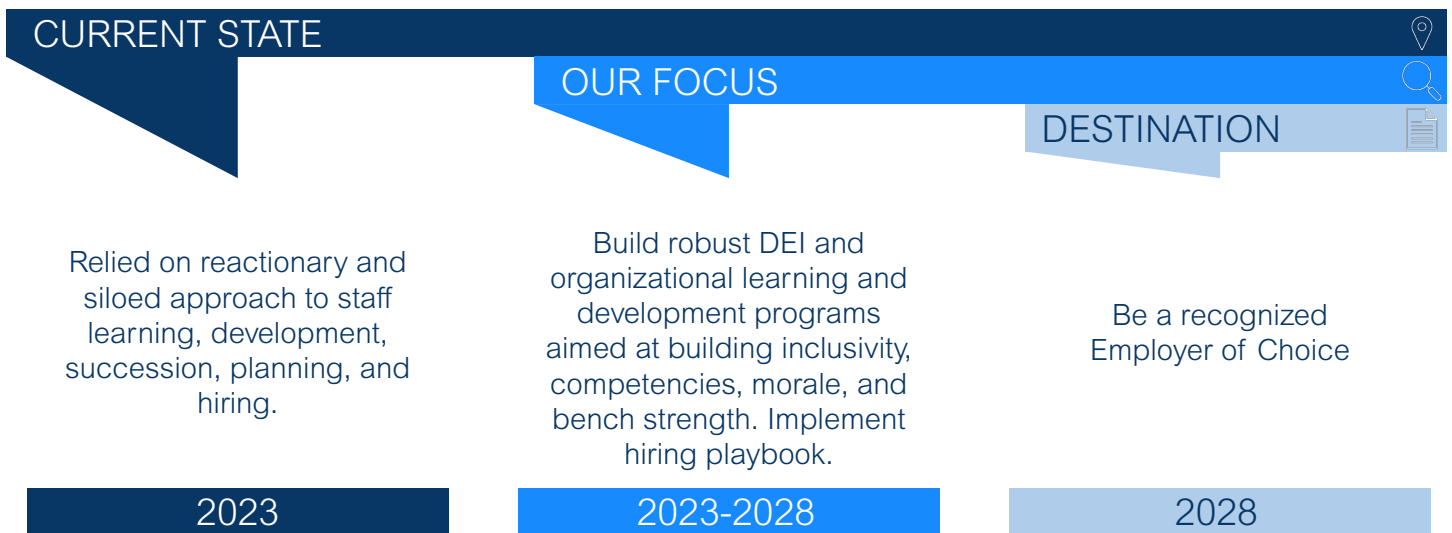 CURRENT STATE
OUR FOCUS
DESTINATION
Relied on reactionary and
siloed approach to staff
learning, development,
succession, planning, and
hiring.
Build robust DEI and
organizational learning and
development programs
aimed at building inclusivity,
competencies, morale, and
bench strength. Implement
hiring playbook.
Be a recognized
Employer of Choice
2023
2023-2028
2028